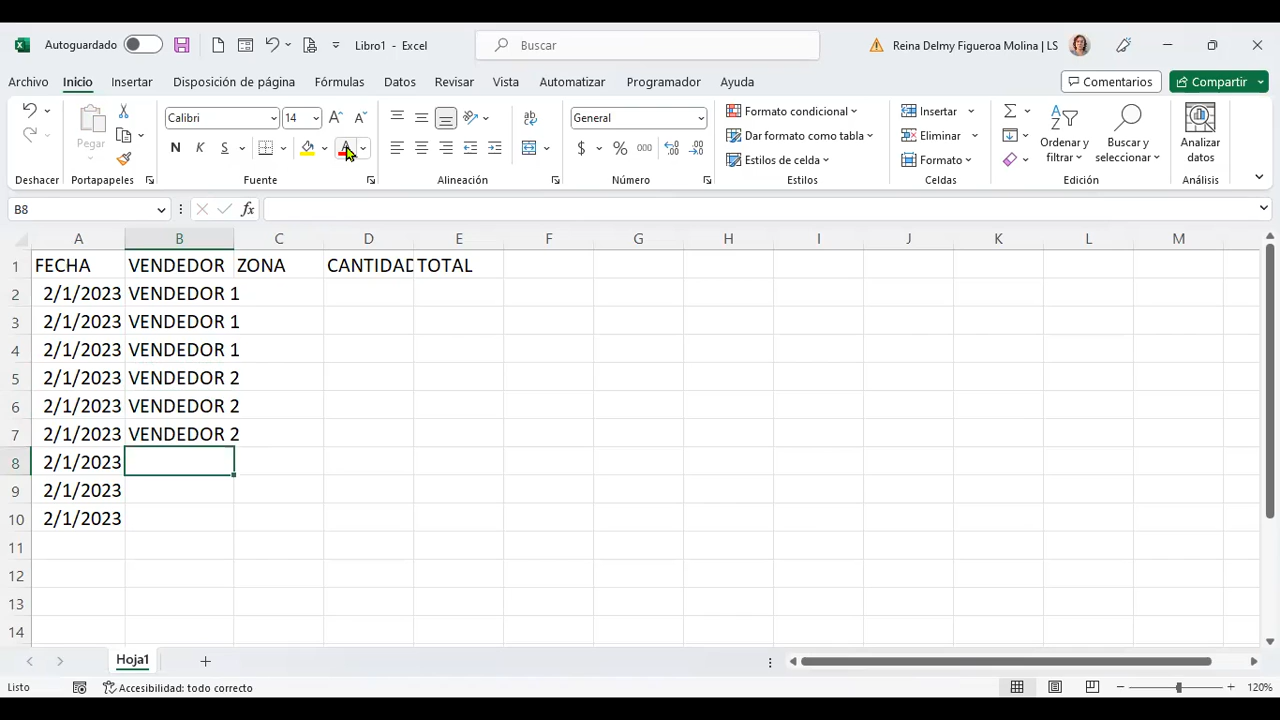 Autoguardado Libro1 - Excel Buscar Reina Delmy Figueroa Molina | LS
Archivo Inicio Insertar Disposición de página Fórmulas Datos Revisar Vista Automatizar Programador Ayuda Comentarios Compartir
Pegar
Calibri 14
N K S
ab
General
$ % 000
Formato condicional
Dar formato como tabla
Estilos de celda
Insertar
Eliminar
Formato
Ordenar y filtrar
Buscar y seleccionar
Analizar datos
Deshacer Portapapeles Fuente Alineación Número Estilos Celdas Edición Análisis
B8 fx
A B C D E F G H I J K L M
1 FECHA VENDEDOR ZONA CANTIDAD TOTAL
2 2/1/2023 VENDEDOR 1
3 2/1/2023 VENDEDOR 1
4 2/1/2023 VENDEDOR 1
5 2/1/2023 VENDEDOR 2
6 2/1/2023 VENDEDOR 2
7 2/1/2023 VENDEDOR 2
8 2/1/2023
9 2/1/2023
10 2/1/2023
11
12
13
14
Hoja1
Listo Accesibilidad: todo correcto 120%